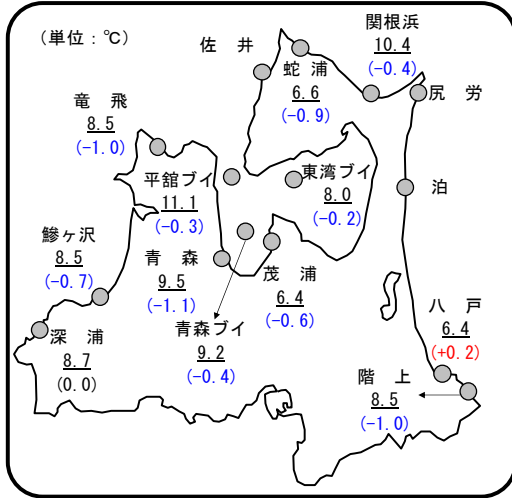 (単位：℃)
佐 井
関根浜
10.4
(-0.4)
蛇 浦
6.6
(-0.9)
尻 労
竜 飛
8.5
(-1.0)
平舘ブイ
11.1
(-0.3)
東湾ブイ
8.0
(-0.2)
泊
鰺ヶ沢
8.5
(-0.7)
青 森
9.5
(-1.1)
茂 浦
6.4
(-0.6)
八 戸
6.4
(+0.2)
深 浦
8.7
(0.0)
青森ブイ
9.2
(-0.4)
階 上
8.5
(-1.0)